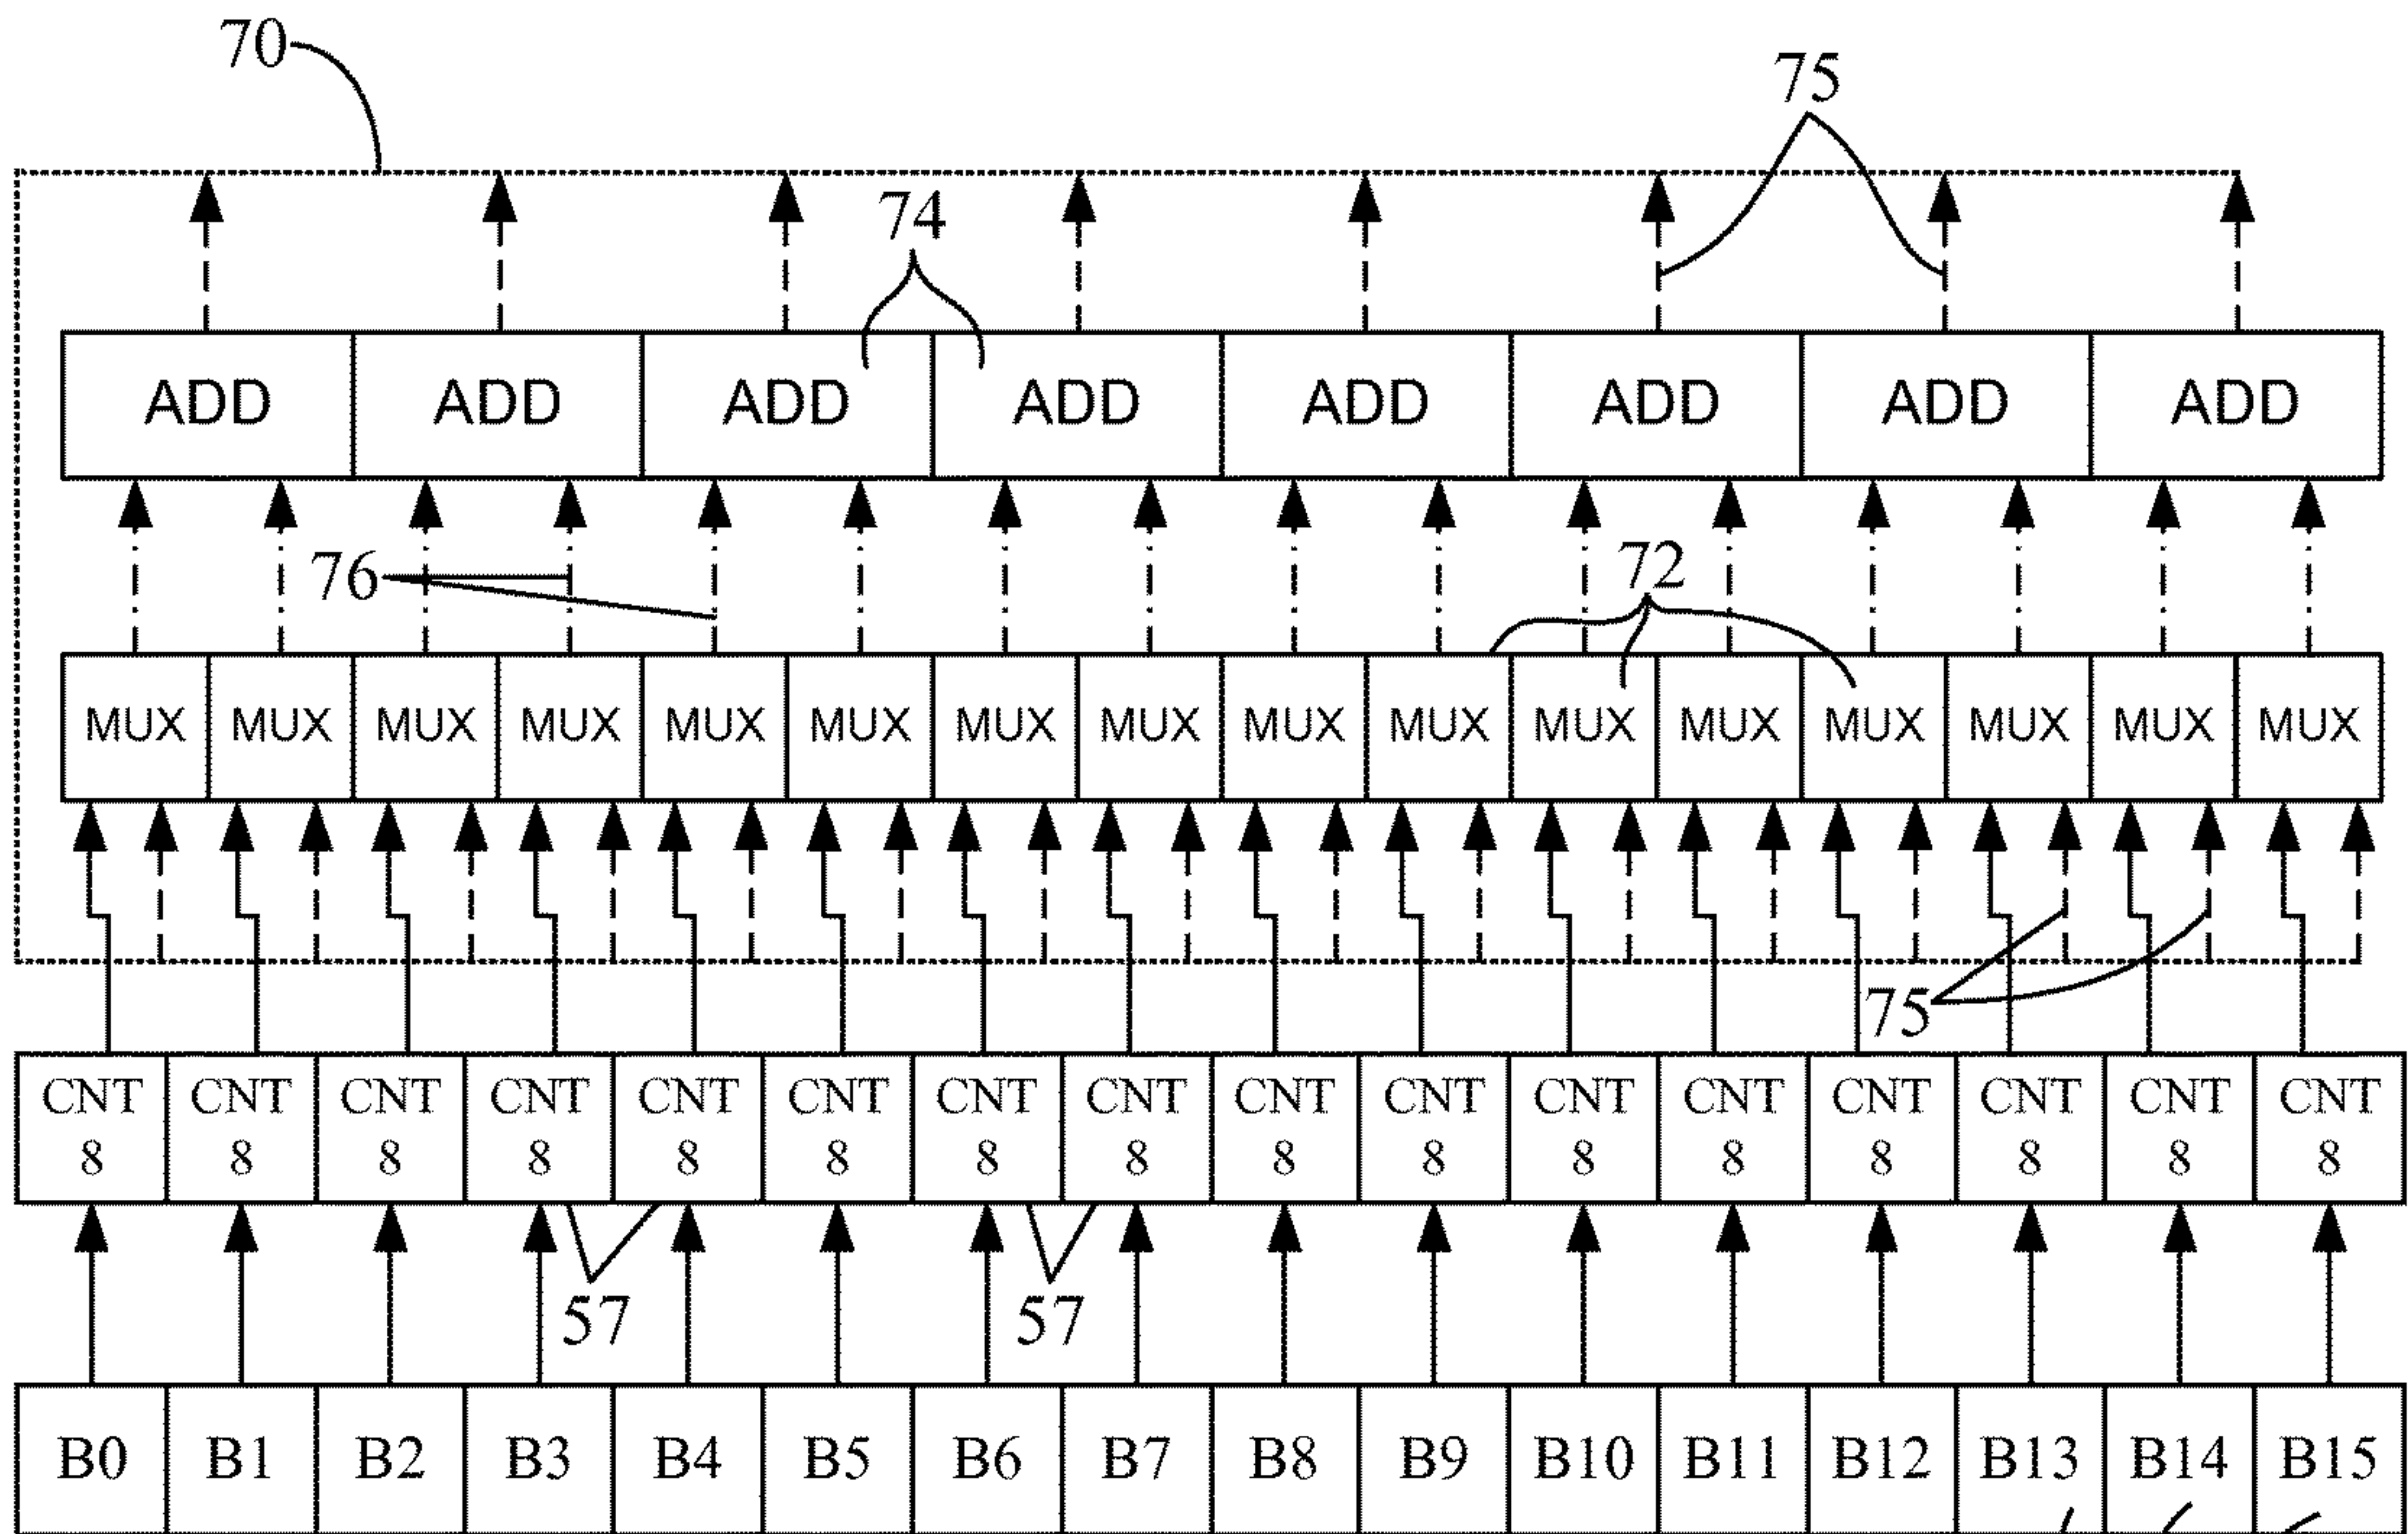 70
75
74
ADD ADD ADD ADD ADD ADD ADD ADD
76
72
MUX MUX MUX MUX MUX MUX MUX MUX MUX MUX MUX MUX MUX MUX MUX MUX
75
CNT CNT CNT CNT CNT CNT CNT CNT CNT CNT CNT CNT CNT CNT CNT CNT
8 8 8 8 8 8 8 8 8 8 8 8 8 8 8 8
57 57
B0 B1 B2 B3 B4 B5 B6 B7 B8 B9 B10 B11 B12 B13 B14 B15